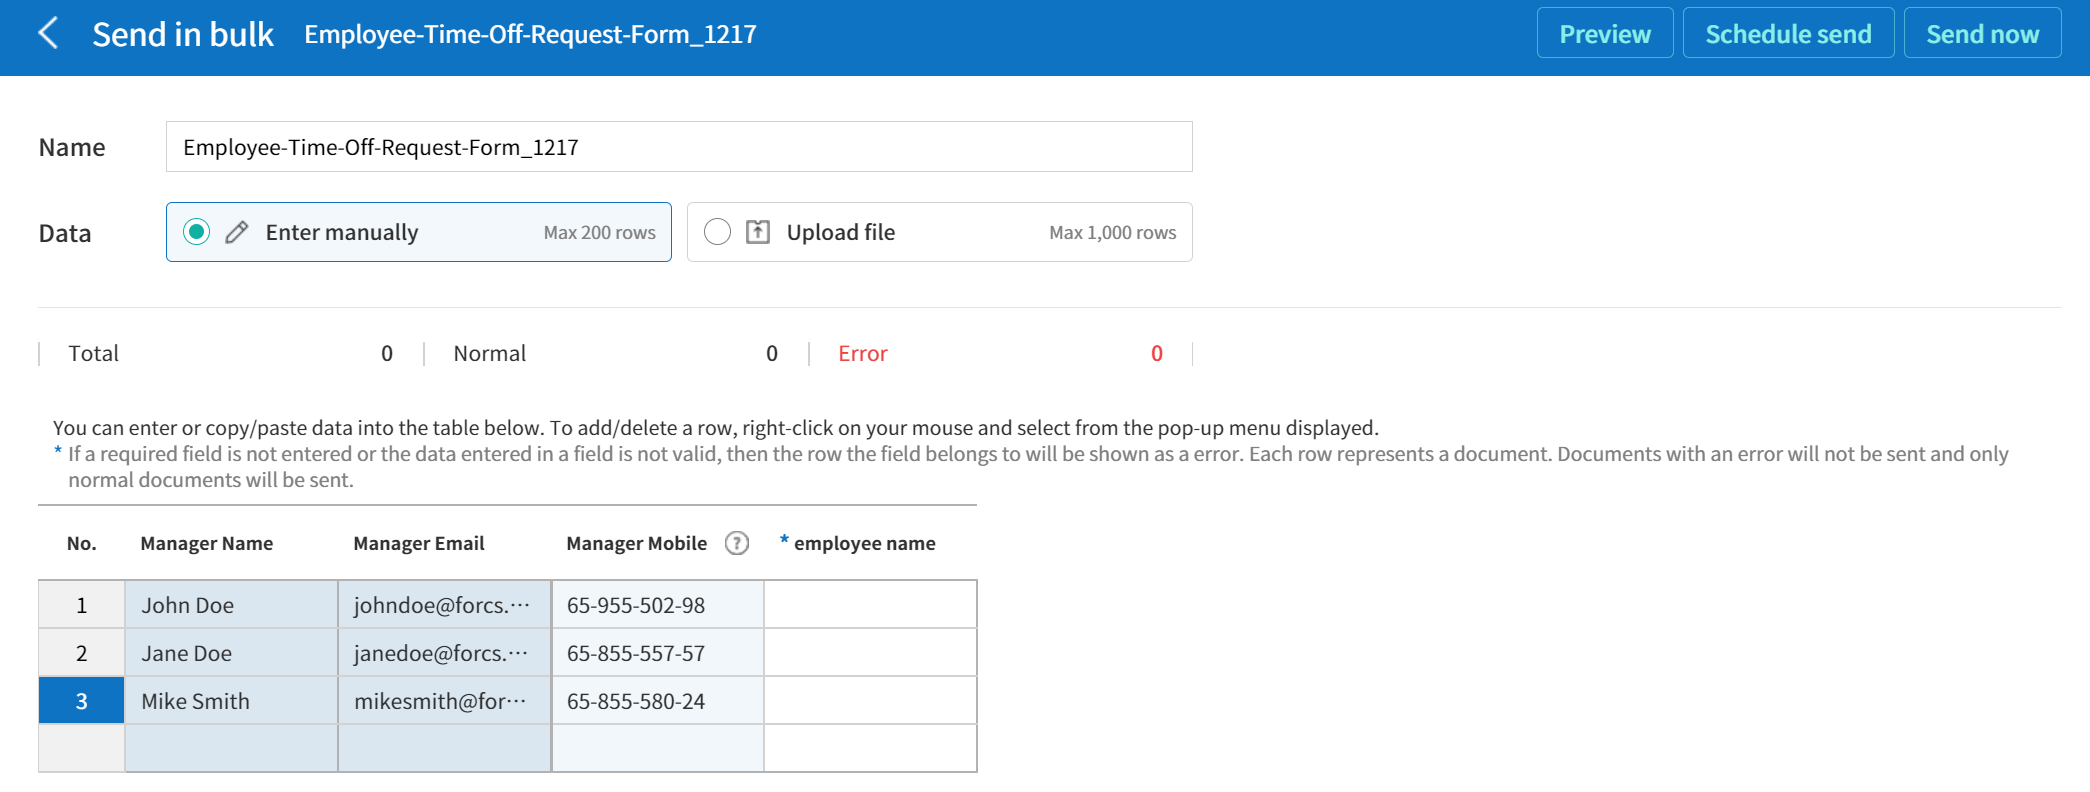 Send in bulk Employee-Time-Off-Request-Form_1217 Preview Schedule send Send now
Name Employee-Time-Off-Request-Form_1217
Data Enter manually Max 200 rows Upload file Max 1,000 rows
Total 0 Normal 0 Error 0
You can enter or copy/paste data into the table below. To add/delete a row, right-click on your mouse and select from the pop-up menu displayed.
* If a required field is not entered or the data entered in a field is not valid, then the row the field belongs to will be shown as a error. Each row represents a document. Documents with an error will not be sent and only
normal documents will be sent.
No. Manager Name Manager Email Manager Mobile ? * employee name
1 John Doe johndoe@forcs.··· 65-955-502-98
2 Jane Doe janedoe@forcs.··· 65-855-557-57
3 Mike Smith mikesmith@for··· 65-855-580-24